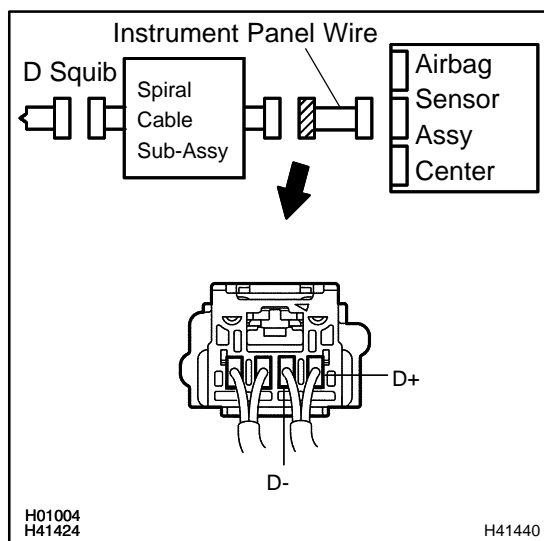 Instrument Panel Wire
D Squib
Spiral
Cable
Sub-Assy
Airbag
Sensor
Assy
Center
D+
D-
H01004
H41424
H41440